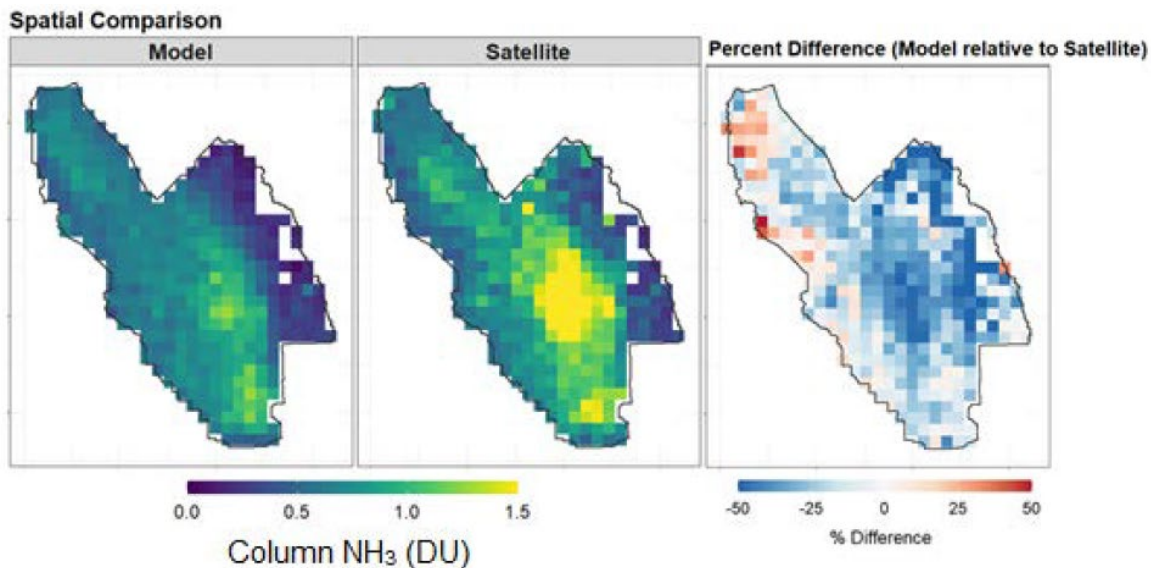 Spatial Comparison
Model
Satellite
Percent Difference (Model relative to Satellite)
0.0 0.5 1.0 1.5
Column NH₃ (DU)
-50 -25 0 25 50
% Difference